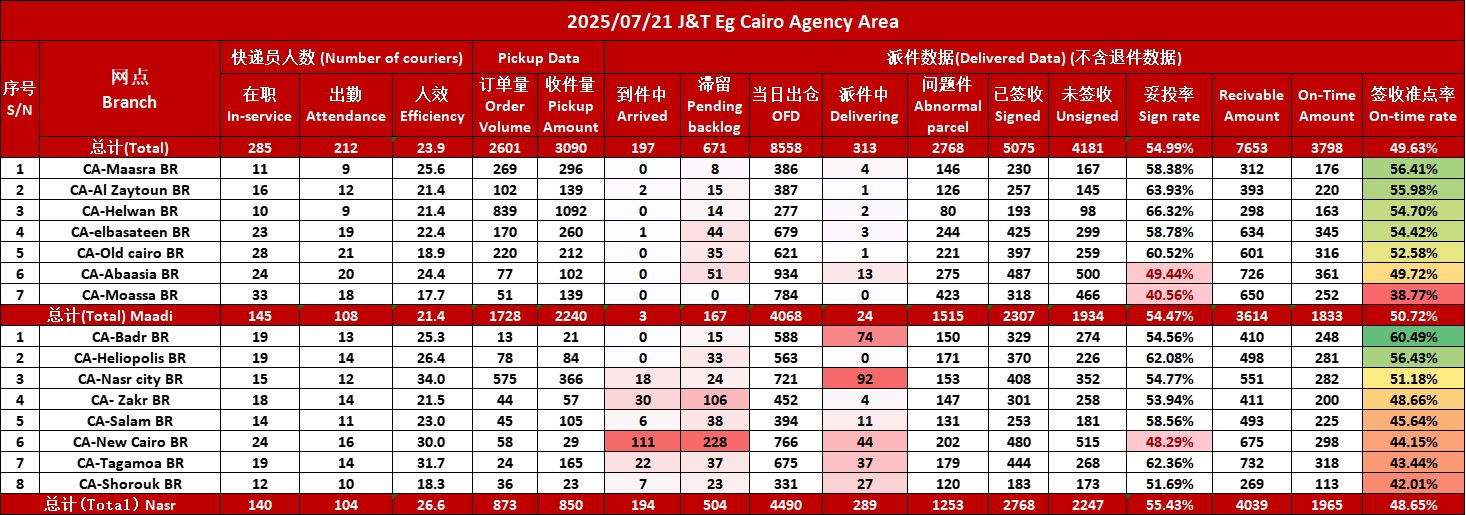 2025/07/21 J&T Eg Cairo Agency Area
序号 S/N 网点 Branch 快递员人数 (Number of couriers) Pickup Data 派件数据(Delivered Data) (不含退件数据)
在职 In-service 出勤 Attendance 人效 Efficiency 订单量 Order Volume 收件量 Pickup Amount 到件中 Arrived 滞留 Pending backlog 当日出仓 OFD 派件中 Delivering 问题件 Abnormal parcel 已签收 Signed 未签收 Unsigned 妥投率 Sign rate Recivable Amount On-Time Amount 签收准点率 On-time rate
总计(Total) 285 212 23.9 2601 3090 197 671 8558 313 2768 5075 4181 54.99% 7653 3798 49.63%
1 CA-Maasra BR 11 9 25.6 269 296 0 8 386 4 146 230 167 58.38% 312 176 56.41%
2 CA-Al Zaytoun BR 16 12 21.4 102 139 2 15 387 1 126 257 145 63.93% 393 220 55.98%
3 CA-Helwan BR 10 9 21.4 839 1092 0 14 277 2 80 193 98 66.32% 298 163 54.70%
4 CA-elbasateen BR 23 19 22.4 170 260 1 44 679 3 244 425 299 58.78% 634 345 54.42%
5 CA-Old cairo BR 28 21 18.9 220 212 0 35 621 1 221 397 259 60.52% 601 316 52.58%
6 CA-Abaasia BR 24 20 24.4 77 102 0 51 934 13 275 487 500 49.44% 726 361 49.72%
7 CA-Moassa BR 33 18 17.7 51 139 0 0 784 0 423 318 466 40.56% 650 252 38.77%
总计(Total) Maadi 145 108 21.4 1728 2240 3 167 4068 24 1515 2307 1934 54.47% 3614 1833 50.72%
1 CA-Badr BR 19 13 25.3 13 21 0 15 588 74 150 329 274 54.56% 410 248 60.49%
2 CA-Heliopolis BR 19 14 26.4 78 84 0 33 563 0 171 370 226 62.08% 498 281 56.43%
3 CA-Nasr city BR 15 12 34.0 575 366 18 24 721 92 153 408 352 54.77% 551 282 51.18%
4 CA- Zakr BR 18 14 21.5 44 57 30 106 452 4 147 301 258 53.94% 411 200 48.66%
5 CA-Salam BR 14 11 23.0 45 105 6 38 394 11 131 253 181 58.56% 493 225 45.64%
6 CA-New Cairo BR 24 16 30.0 58 29 111 228 766 44 202 480 515 48.29% 675 298 44.15%
7 CA-Tagamoa BR 19 14 31.7 24 165 22 37 675 37 179 444 268 62.36% 732 318 43.44%
8 CA-Shorouk BR 12 10 18.3 36 23 7 23 331 27 120 183 173 51.69% 269 113 42.01%
总计(Total) Nasr 140 104 26.6 873 850 194 504 4490 289 1253 2768 2247 55.43% 4039 1965 48.65%